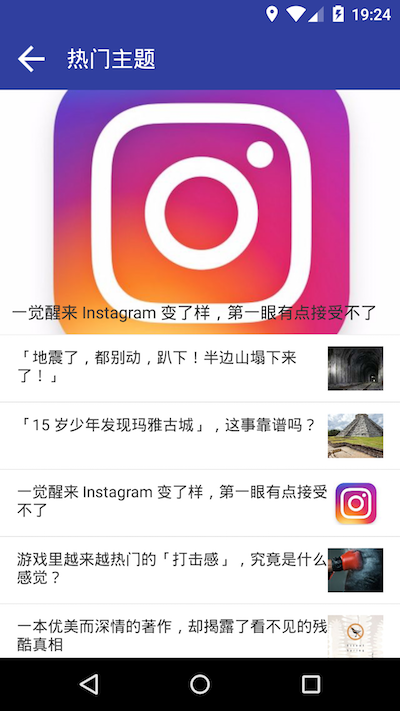 19:24
热门主题
一觉醒来 Instagram 变了样，第一眼有点接受不了
「地震了，都别动，趴下！半边山塌下来
了！」
「15 岁少年发现玛雅古城」，这事靠谱吗？
一觉醒来 Instagram 变了样，第一眼有点接受
不了
游戏里越来越热门的「打击感」，究竟是什么
感觉？
一本优美而深情的著作，却揭露了看不见的残
酷真相